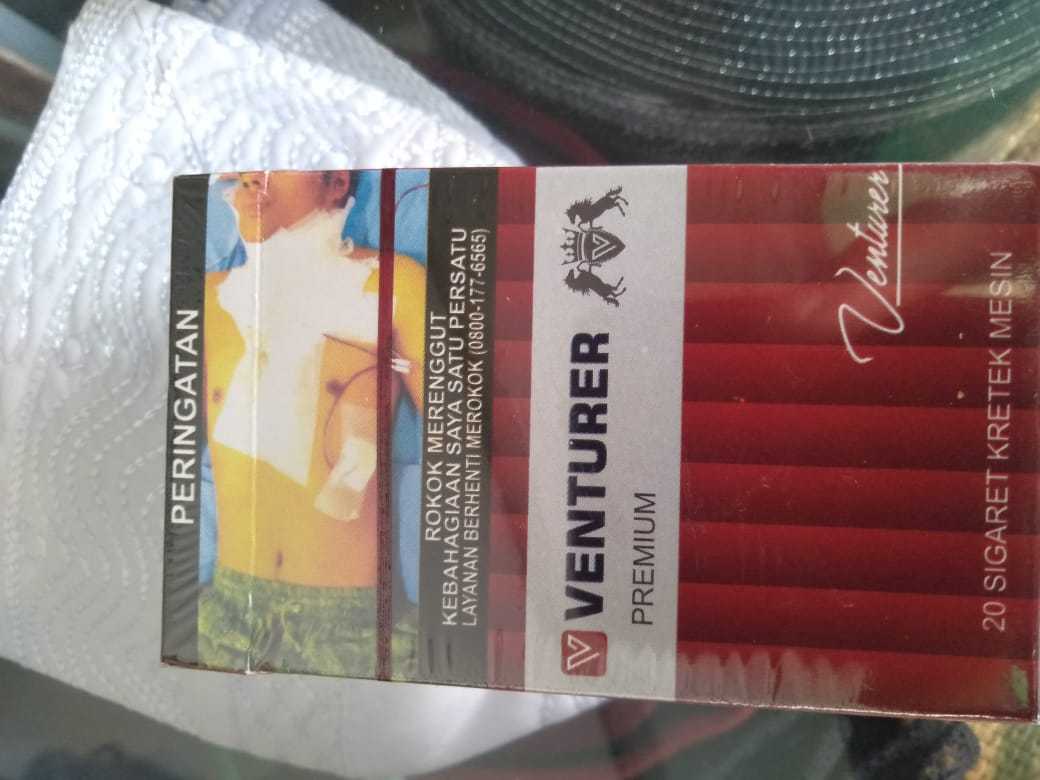 PERINGATAN
ROKOK MERENGGUT
KEBAHAGIAAN SAYA SATU PERSATU
LAYANAN BERHENTI MEROKOK (0800-177-6565)
V VENTURER
PREMIUM
V
Venturer
20 SIGARET KRETEK MESIN